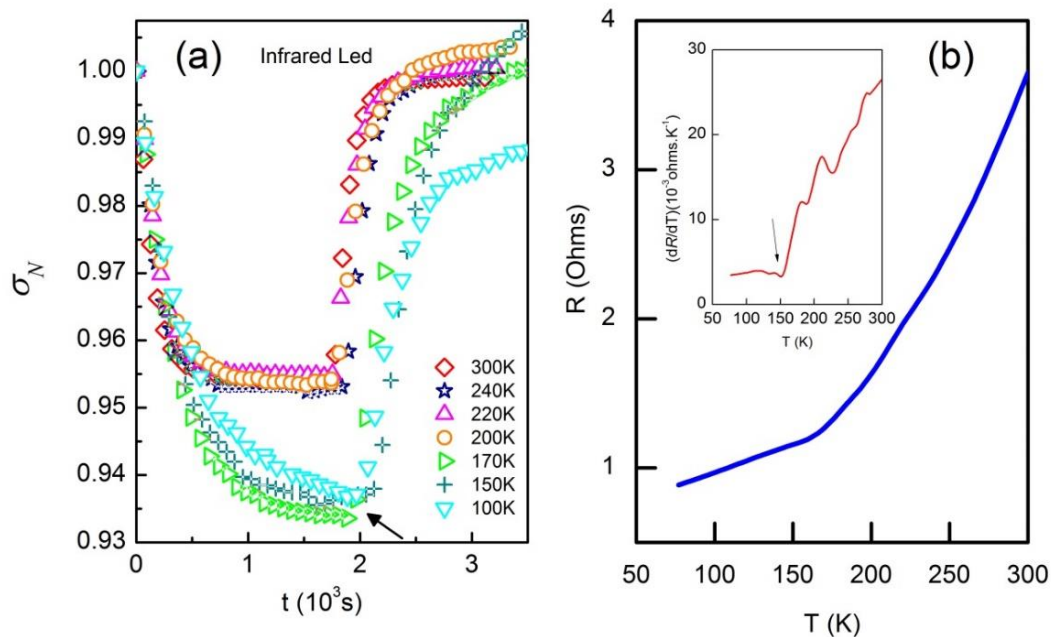 (a)
Infrared Led
σN
1.00
0.99
0.98
0.97
0.96
0.95
0.94
0.93
0
1
2
3
t (10³s)
300K
240K
220K
200K
170K
150K
100K
(b)
R (Ohms)
4
3
2
1
50
100
150
200
250
300
T (K)
(dR/dT)(10⁻³ohms.K⁻¹)
30
20
10
0
50
100
150
200
250
300
T (K)